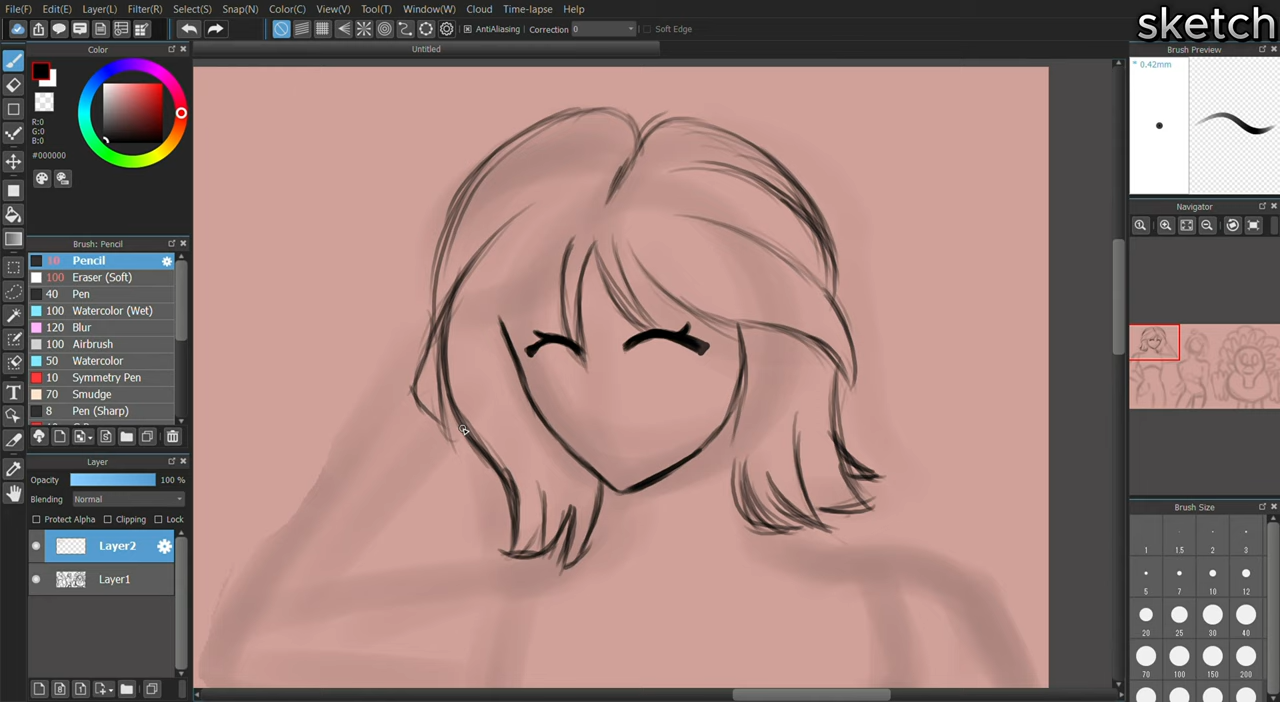 File(F) Edit(E) Layer(L) Filter(R) Select(S) Snap(N) Color(C) View(V) Tool(T) Window(W) Cloud Time-lapse Help
sketch
AntiAliasing Correction 0 Soft Edge
Color
Untitled
Brush Preview
* 0.42mm
R:0
G:0
B:0
#000000
Navigator
Brush: Pencil
10 Pencil
100 Eraser (Soft)
40 Pen
100 Watercolor (Wet)
120 Blur
100 Airbrush
50 Watercolor
10 Symmetry Pen
70 Smudge
8 Pen (Sharp)
Layer
Opacity 100 %
Blending Normal
Protect Alpha Clipping Lock
Layer2
Layer1
Brush Size
1 1.5 2 3
5 7 10 12
20 25 30 40
70 100 150 200